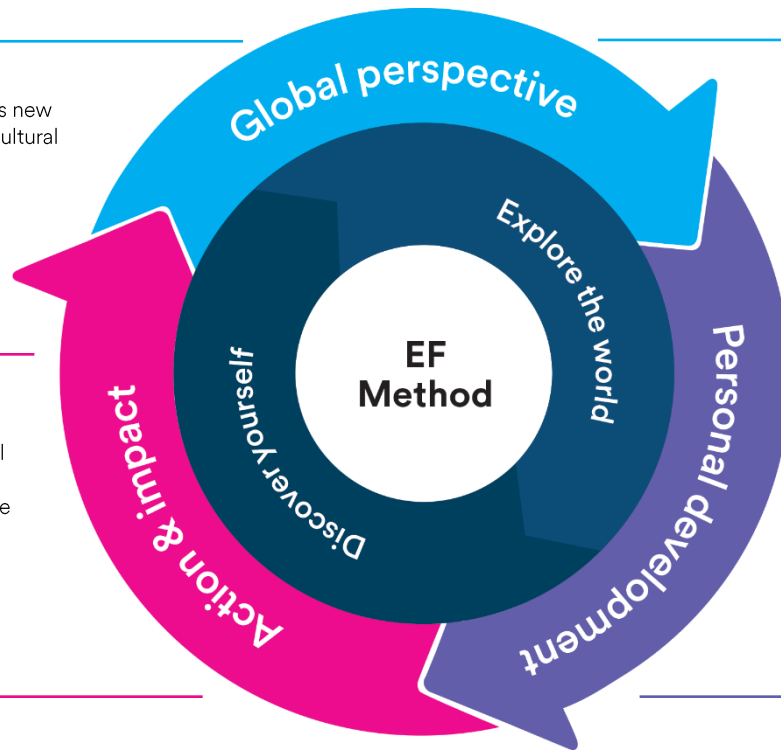 Global perspective
s new
ultural
Explore the world
EF
Method
Discover yourself
Personal development
Action & impact
l
e